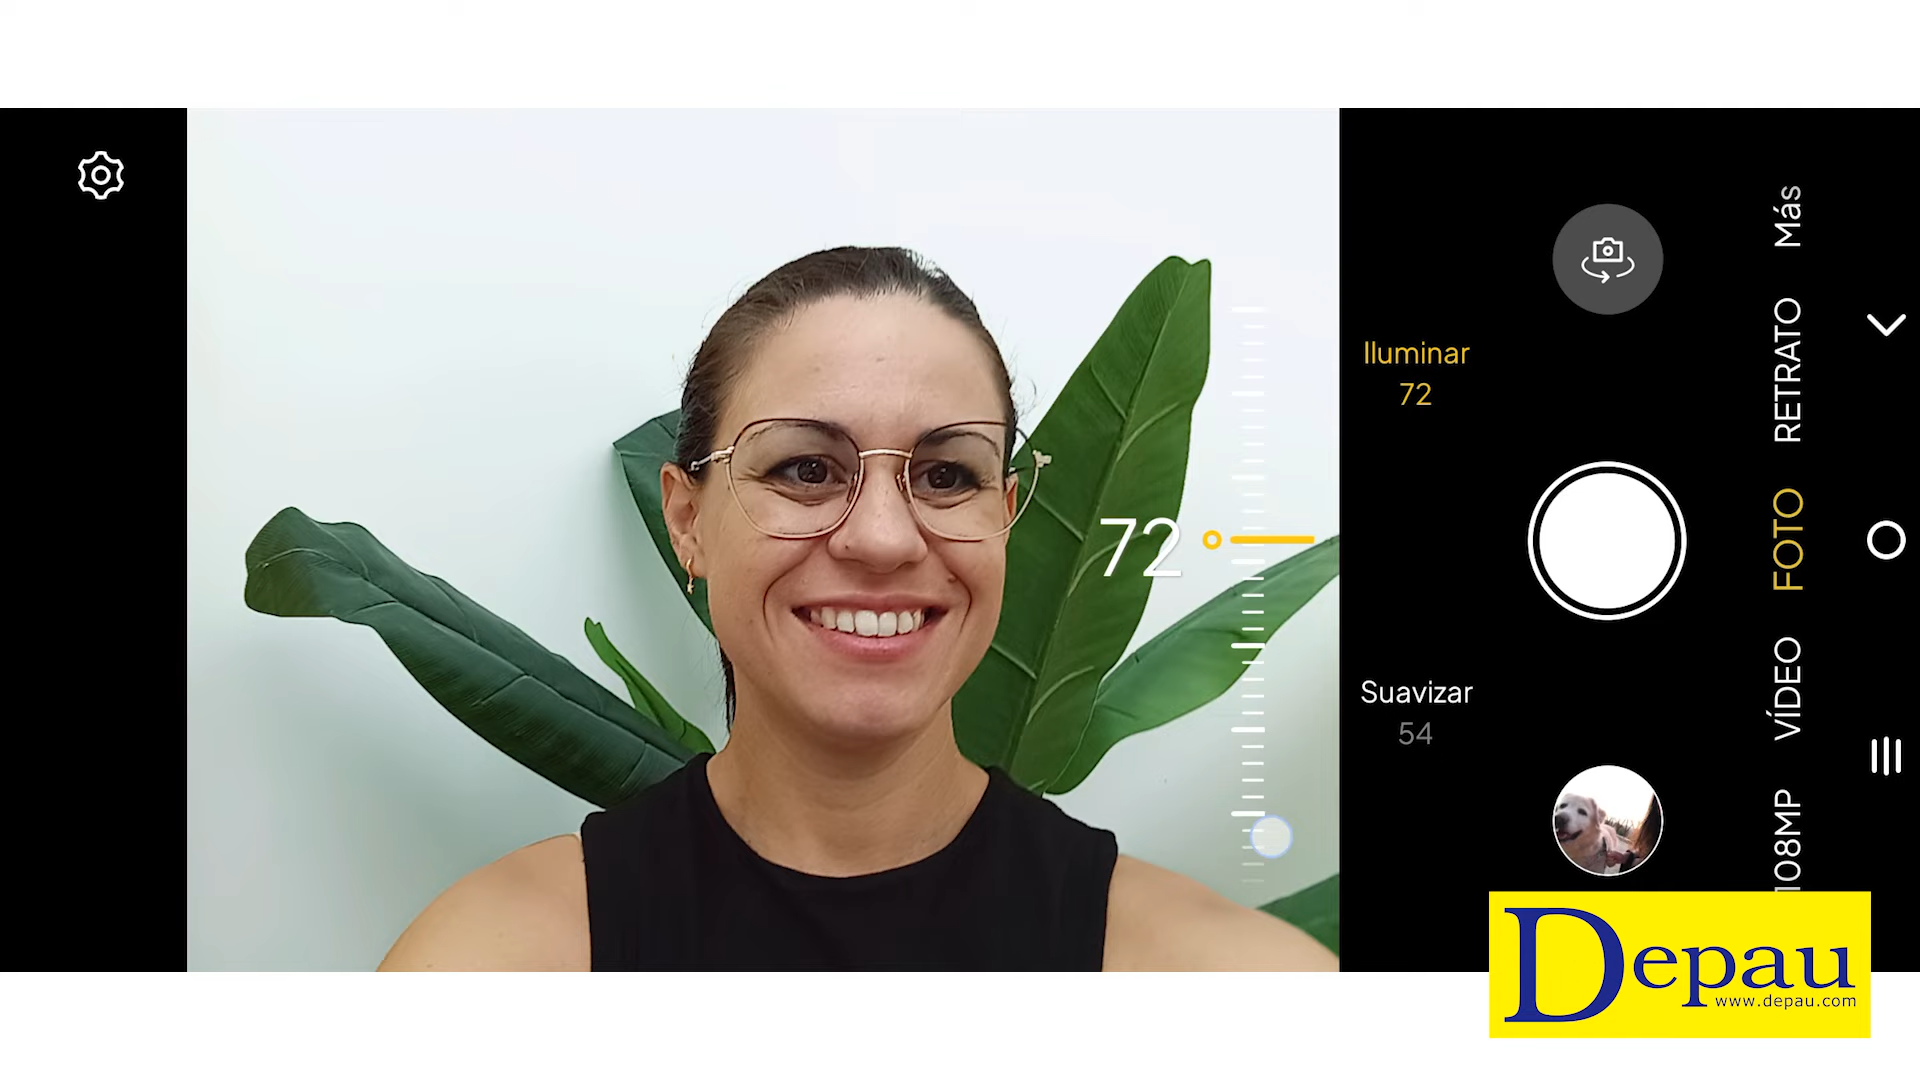 Más
RETRATO
FOTO
VÍDEO
108MP
Iluminar
72
72
Suavizar
54
Depau
www.depau.com